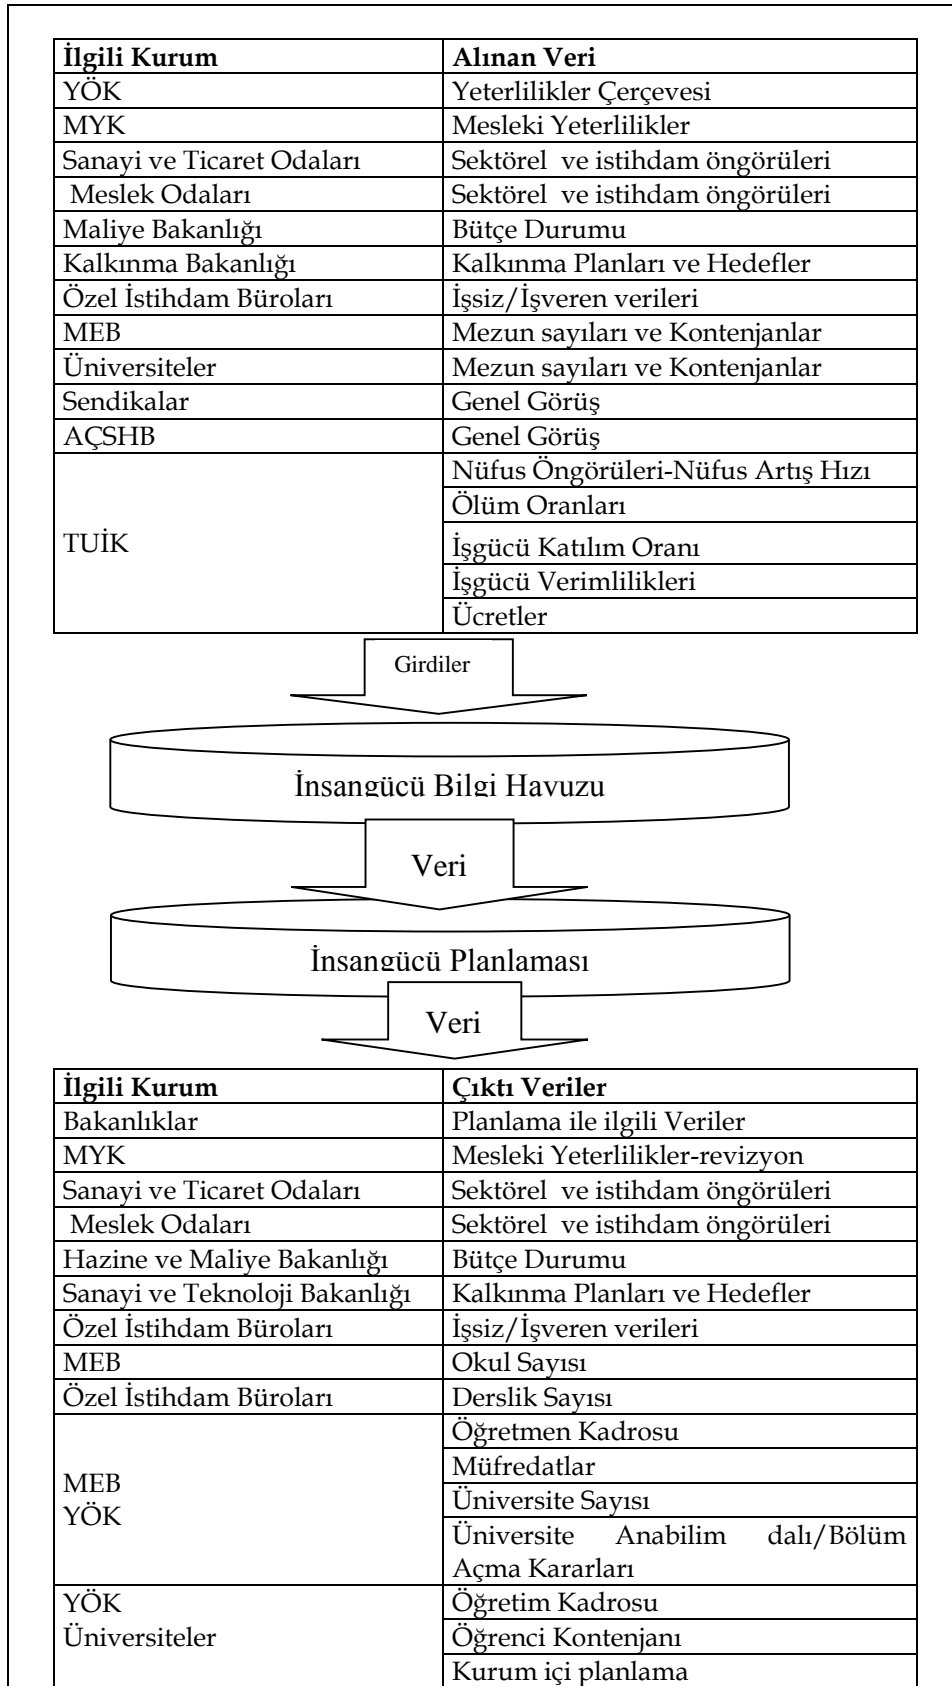 İlgili Kurum Alınan Veri
YÖK Yeterlilikler Çerçevesi
MYK Mesleki Yeterlilikler
Sanayi ve Ticaret Odaları Sektörel ve istihdam öngörüleri
Meslek Odaları Sektörel ve istihdam öngörüleri
Maliye Bakanlığı Bütçe Durumu
Kalkınma Bakanlığı Kalkınma Planları ve Hedefler
Özel İstihdam Büroları İşsiz/İşveren verileri
MEB Mezun sayıları ve Kontenjanlar
Üniversiteler Mezun sayıları ve Kontenjanlar
Sendikalar Genel Görüş
AÇSHB Genel Görüş
TUİK
Nüfus Öngörüleri-Nüfus Artış Hızı
Ölüm Oranları
İşgücü Katılım Oranı
İşgücü Verimlilikleri
Ücretler
Girdiler
İnsangücü Bilgi Havuzu
Veri
İnsangücü Planlaması
Veri
İlgili Kurum Çıktı Veriler
Bakanlıklar Planlama ile ilgili Veriler
MYK Mesleki Yeterlilikler-revizyon
Sanayi ve Ticaret Odaları Sektörel ve istihdam öngörüleri
Meslek Odaları Sektörel ve istihdam öngörüleri
Hazine ve Maliye Bakanlığı Bütçe Durumu
Sanayi ve Teknoloji Bakanlığı Kalkınma Planları ve Hedefler
Özel İstihdam Büroları İşsiz/İşveren verileri
MEB Okul Sayısı
Özel İstihdam Büroları Derslik Sayısı
MEB
YÖK
Öğretmen Kadrosu
Müfredatlar
Üniversite Sayısı
Üniversite Anabilim dalı/Bölüm
Açma Kararları
YÖK
Üniversiteler
Öğretim Kadrosu
Öğrenci Kontenjanı
Kurum içi planlama